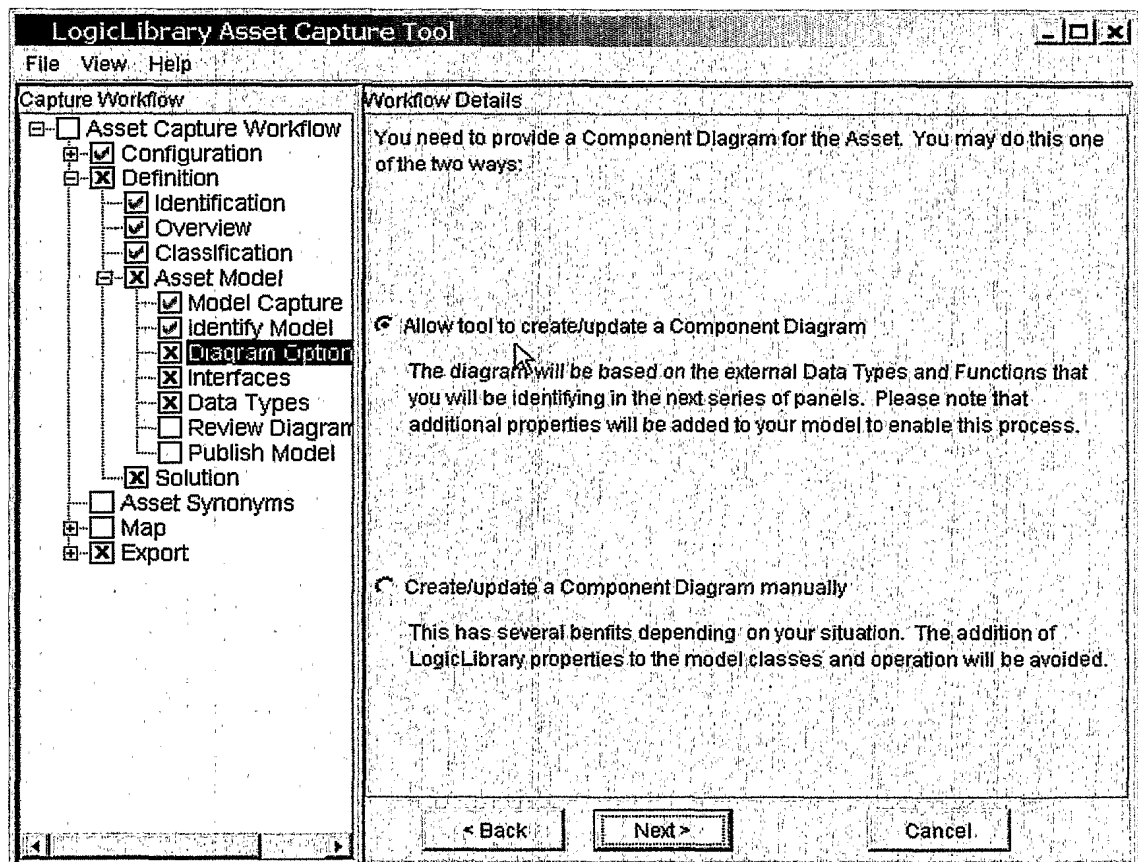 LogicLibrary Asset Capture Tool
File View Help
Capture Workflow
Asset Capture Workflow
Configuration
Definition
Identification
Overview
Classification
Asset Model
Model Capture
Identify Model
Diagram Option
Interfaces
Data Types
Review Diagram
Publish Model
Solution
Asset Synonyms
Map
Export
Workflow Details
You need to provide a Component Diagram for the Asset. You may do this one
of the two ways:
Allow tool to create/update a Component Diagram
The diagram will be based on the external Data Types and Functions that
you will be identifying in the next series of panels. Please note that
additional properties will be added to your model to enable this process.
Create/update a Component Diagram manually
This has several benfits depending on your situation. The addition of
LogicLibrary properties to the model classes and operation will be avoided.
< Back
Next >
Cancel